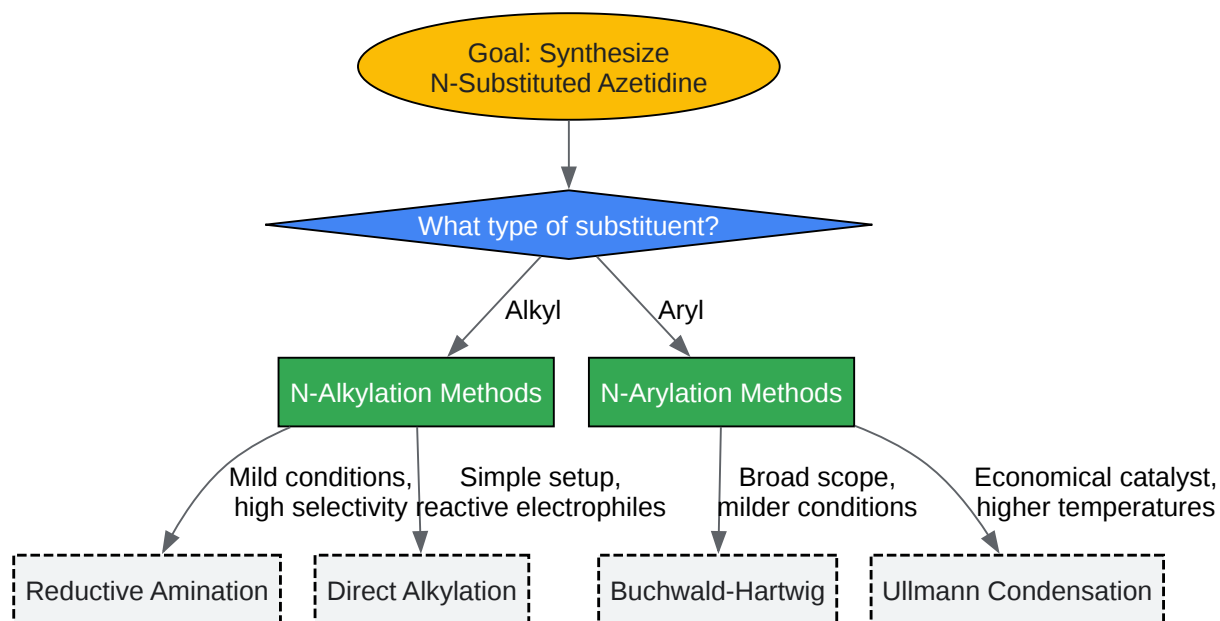 Goal: Synthesize
N-Substituted Azetidine
What type of substituent?
Alkyl
Aryl
N-Alkylation Methods
N-Arylation Methods
Mild conditions,
high selectivity
Simple setup,
reactive electrophiles
Broad scope,
milder conditions
Economical catalyst,
higher temperatures
Reductive Amination
Direct Alkylation
Buchwald-Hartwig
Ullmann Condensation